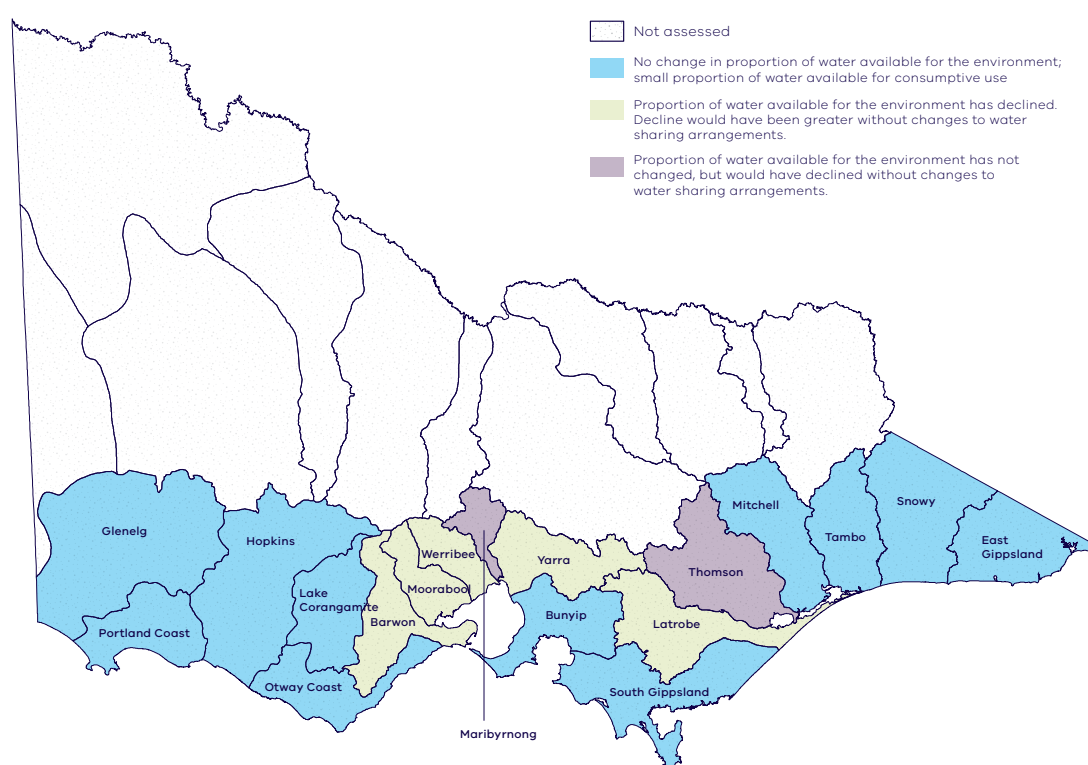 Not assessed
No change in proportion of water available for the environment;
small proportion of water available for consumptive use
Proportion of water available for the environment has declined.
Decline would have been greater without changes to water
sharing arrangements.
Proportion of water available for the environment has not
changed, but would have declined without changes to
water sharing arrangements.
Glenelg
Hopkins
Portland Coast
Lake
Corangamite
Otway Coast
Barwon
Moorabool
Werribee
Maribyrnong
Yarra
Bunyip
South Gippsland
Latrobe
Thomson
Mitchell
Tambo
Snowy
East
Gippsland